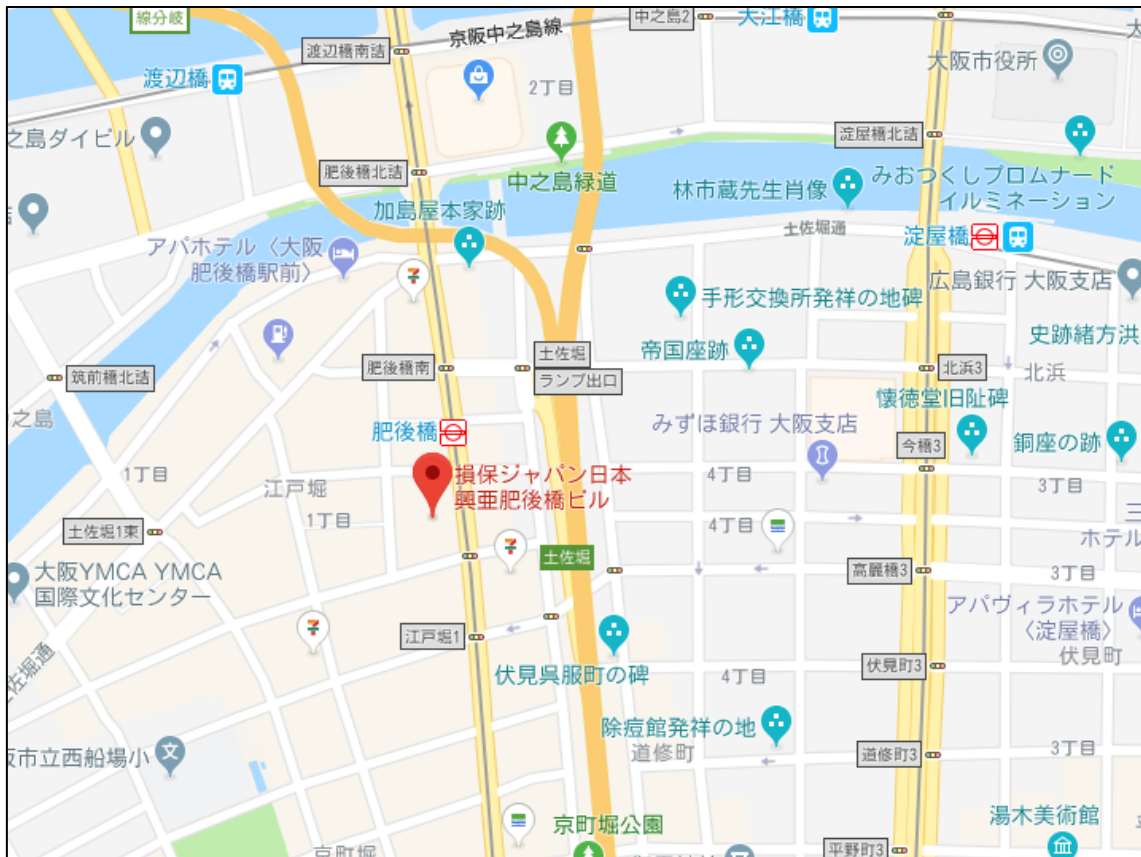 線分岐
中之島2
大江橋
京阪中之島線
渡辺橋南詰
渡辺橋
2丁目
大阪市役所
之島ダイビル
淀屋橋北詰
肥後橋北詰
中之島緑道
林市蔵先生肖像
みおつくしプロムナード
イルミネーション
加島屋本家跡
土佐堀通
淀屋橋
アパホテル〈大阪
肥後橋駅前〉
広島銀行 大阪支店
手形交換所発祥の地碑
史跡緒方洪
帝国座跡
土佐堀
ランプ出口
肥後橋南
北浜3
北浜
筑前橋北詰
之島
懐徳堂旧阯碑
みずほ銀行 大阪支店
肥後橋
今橋3
銅座の跡
損保ジャパン日本
興亜肥後橋ビル
1丁目
4丁目
3丁目
江戸堀
1丁目
4丁目
三
ホテル
土佐堀1東
土佐堀
高麗橋3
3丁目
大阪YMCA YMCA
国際文化センター
アパヴィラホテル
〈淀屋橋〉
江戸堀1
伏見町
伏見町3
伏見呉服町の碑
4丁目
佐堀通
除痘館発祥の地
道修町
道修町3
3丁目
阪市立西船場小
文
湯木美術館
京町堀公園
京町堀
平野町3